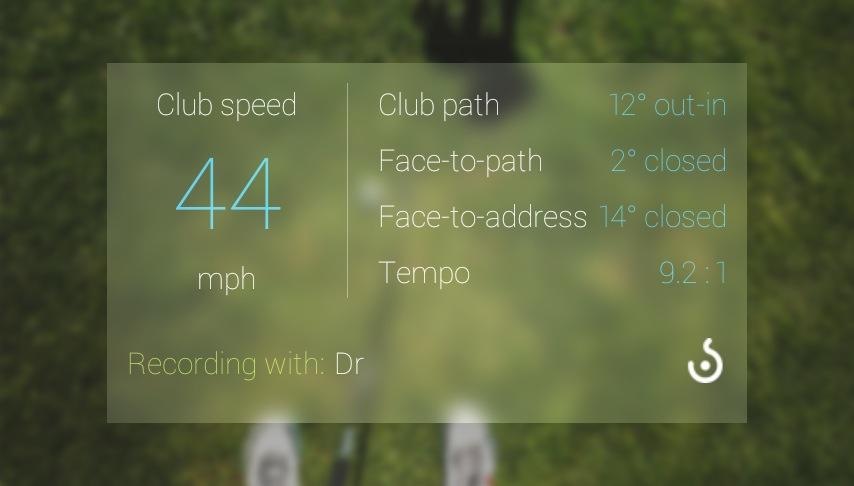 Club speed
44
mph
Club path 12° out-in
Face-to-path 2° closed
Face-to-address 14° closed
Tempo 9.2 : 1
Recording with: Dr